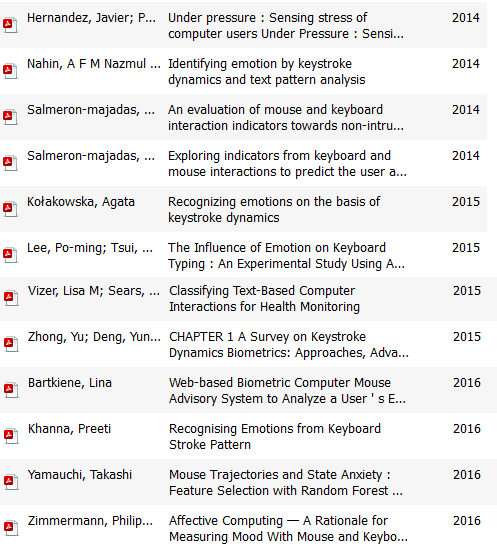 Hernandez, Javier; P... Under pressure : Sensing stress of 2014
computer users Under Pressure : Sensi...
Nahin, A F M Nazmul ... Identifying emotion by keystroke 2014
dynamics and text pattern analysis
Salmeron-majadas, ... An evaluation of mouse and keyboard 2014
interaction indicators towards non-intru...
Salmeron-majadas, ... Exploring indicators from keyboard and 2014
mouse interactions to predict the user a...
Kołakowska, Agata Recognizing emotions on the basis of 2015
keystroke dynamics
Lee, Po-ming; Tsui, ... The Influence of Emotion on Keyboard 2015
Typing : An Experimental Study Using A...
Vizer, Lisa M; Sears, ... Classifying Text-Based Computer 2015
Interactions for Health Monitoring
Zhong, Yu; Deng, Yun... CHAPTER 1 A Survey on Keystroke 2015
Dynamics Biometrics: Approaches, Adva...
Bartkiene, Lina Web-based Biometric Computer Mouse 2016
Advisory System to Analyze a User ' s E...
Khanna, Preeti Recognising Emotions from Keyboard 2016
Stroke Pattern
Yamauchi, Takashi Mouse Trajectories and State Anxiety : 2016
Feature Selection with Random Forest ...
Zimmermann, Philip... Affective Computing — A Rationale for 2016
Measuring Mood With Mouse and Keybo...